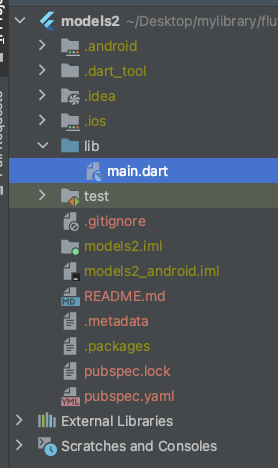 models2 ~/Desktop/mylibrary/flu
.android
.dart_tool
.idea
.ios
lib
main.dart
test
.gitignore
models2.iml
models2_android.iml
MD README.md
.metadata
.packages
pubspec.lock
YML pubspec.yaml
External Libraries
Scratches and Consoles